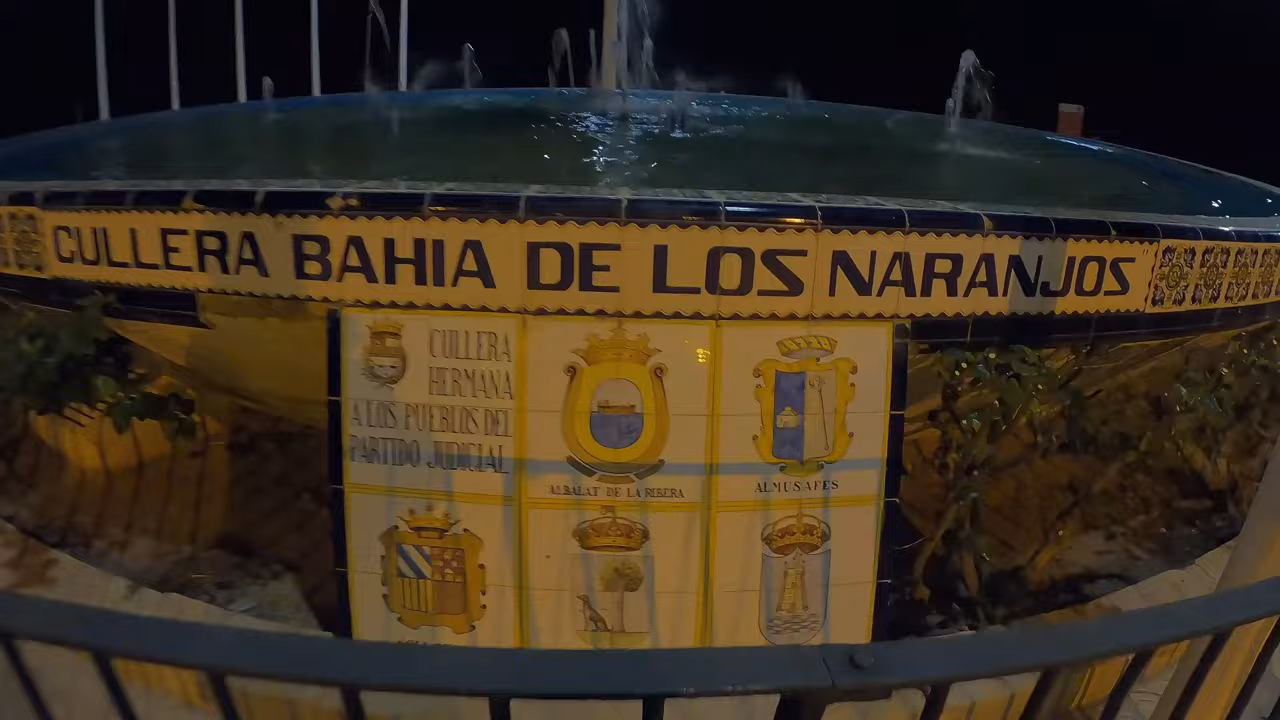 CULLERA BAHIA DE LOS NARANJOS
CULLERA
HERMANA
A LOS PUEBLOS DEL
PARTIDO JUDICIAL
ALBALAT DE LA RIBERA
ALMUSAFES